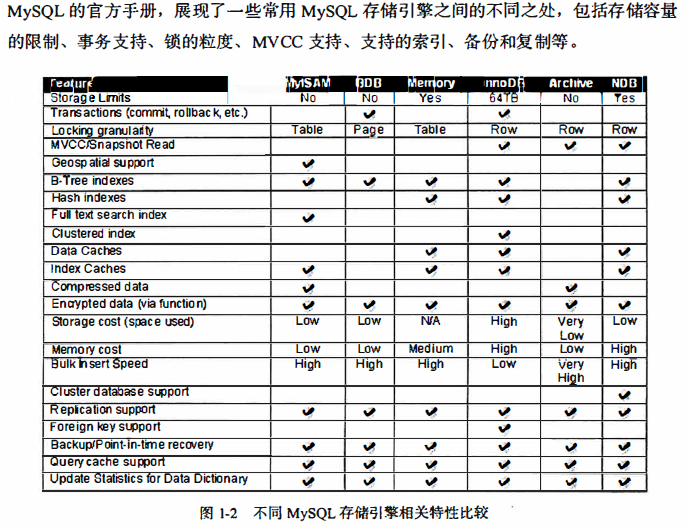 MySQL 的官方手册，展现了一些常用 MySQL 存储引擎之间的不同之处，包括存储容量
的限制、事务支持、锁的粒度、MVCC 支持、支持的索引、备份和复制等。
Feature MyISAM BDB Memory InnoDB Archive NDB
Storage Limits No No Yes 64TB No Yes
Transactions (commit, rollback, etc.) ✔ ✔
Locking granularity Table Page Table Row Row Row
MVCC/Snapshot Read ✔ ✔ ✔
Geospatial support ✔
B-Tree indexes ✔ ✔ ✔ ✔ ✔
Hash indexes ✔ ✔ ✔
Full text search index ✔
Clustered index ✔
Data Caches ✔ ✔ ✔
Index Caches ✔ ✔ ✔ ✔
Compressed data ✔ ✔
Encrypted data (via function) ✔ ✔ ✔ ✔ ✔ ✔
Storage cost (space used) Low Low N/A High Very Low Low
Memory cost Low Low Medium High Low High
Bulk Insert Speed High High High Low Very High High
Cluster database support ✔
Replication support ✔ ✔ ✔ ✔ ✔ ✔
Foreign key support ✔
Backup/Point-in-time recovery ✔ ✔ ✔ ✔ ✔ ✔
Query cache support ✔ ✔ ✔ ✔ ✔ ✔
Update Statistics for Data Dictionary ✔ ✔ ✔ ✔ ✔ ✔
图 1-2 不同 MySQL 存储引擎相关特性比较